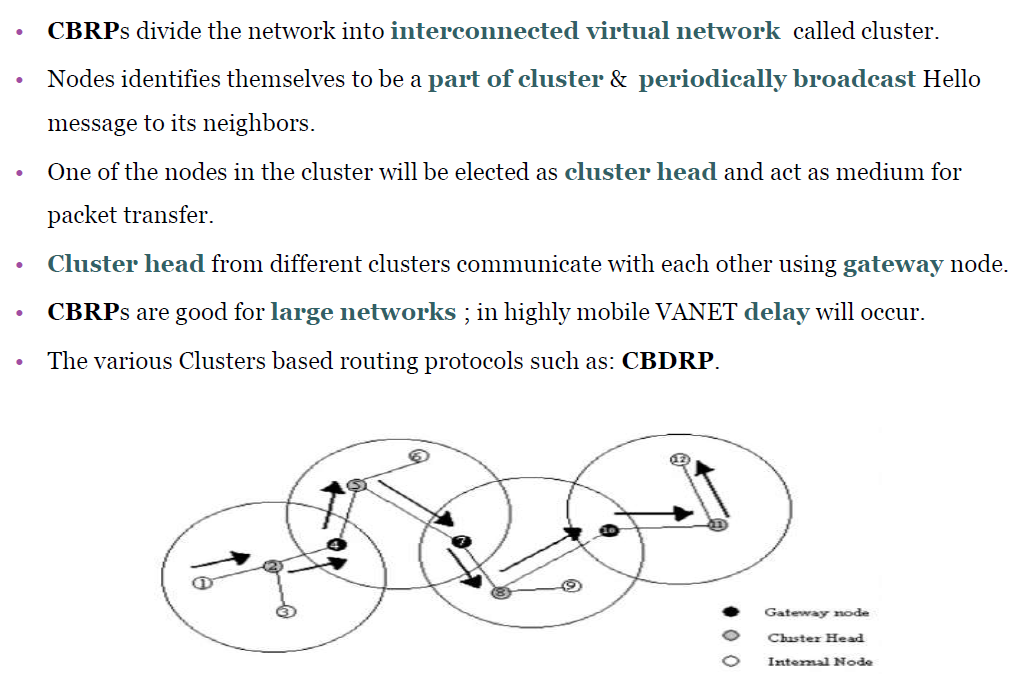 • CBRPs divide the network into interconnected virtual network called cluster.
• Nodes identifies themselves to be a part of cluster & periodically broadcast Hello
message to its neighbors.
• One of the nodes in the cluster will be elected as cluster head and act as medium for
packet transfer.
• Cluster head from different clusters communicate with each other using gateway node.
• CBRPs are good for large networks ; in highly mobile VANET delay will occur.
• The various Clusters based routing protocols such as: CBDRP.
6
12
5
11
10
4
7
2
9
8
1
3
Gateway node
Cluster Head
Internal Node